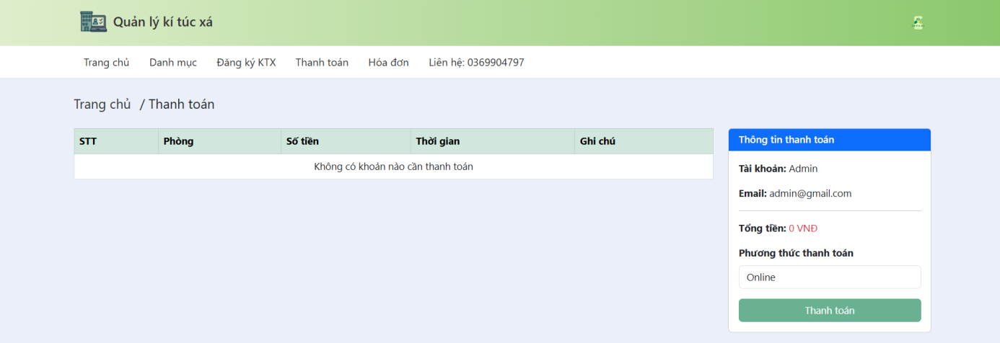 Quản lý kí túc xá
Trang chủ Danh mục Đăng ký KTX Thanh toán Hóa đơn Liên hệ: 0369904797
Trang chủ / Thanh toán
STT Phòng Số tiền Thời gian Ghi chú
Không có khoản nào cần thanh toán
Thông tin thanh toán
Tài khoản: Admin
Email: admin@gmail.com
Tổng tiền: 0 VNĐ
Phương thức thanh toán
Online
Thanh toán